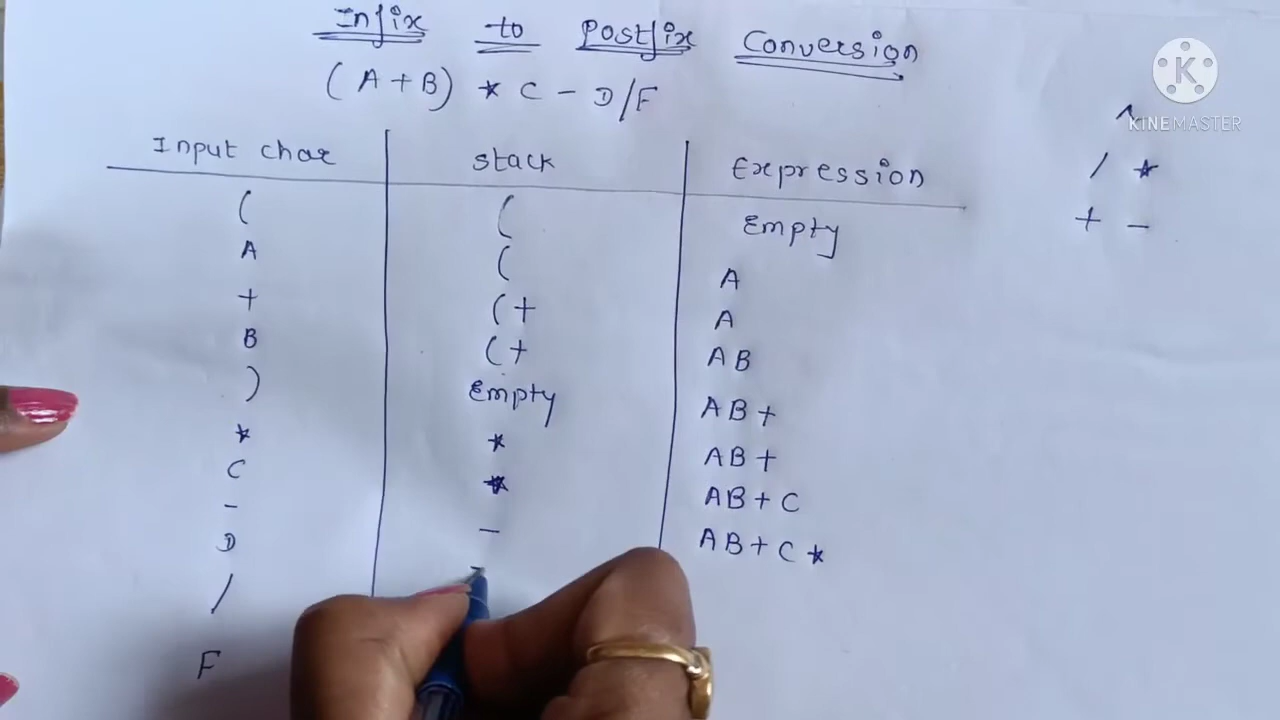 Infix to Postfix Conversion
(A+B) * C - D/F
K
KINEMASTER
^
/ *
+ -
Input char stack Expression
( ( Empty
A ( A
+ (+ A
B (+ AB
) Empty AB+
* * AB+
C * AB+C
- - AB+C*
D -
/
F